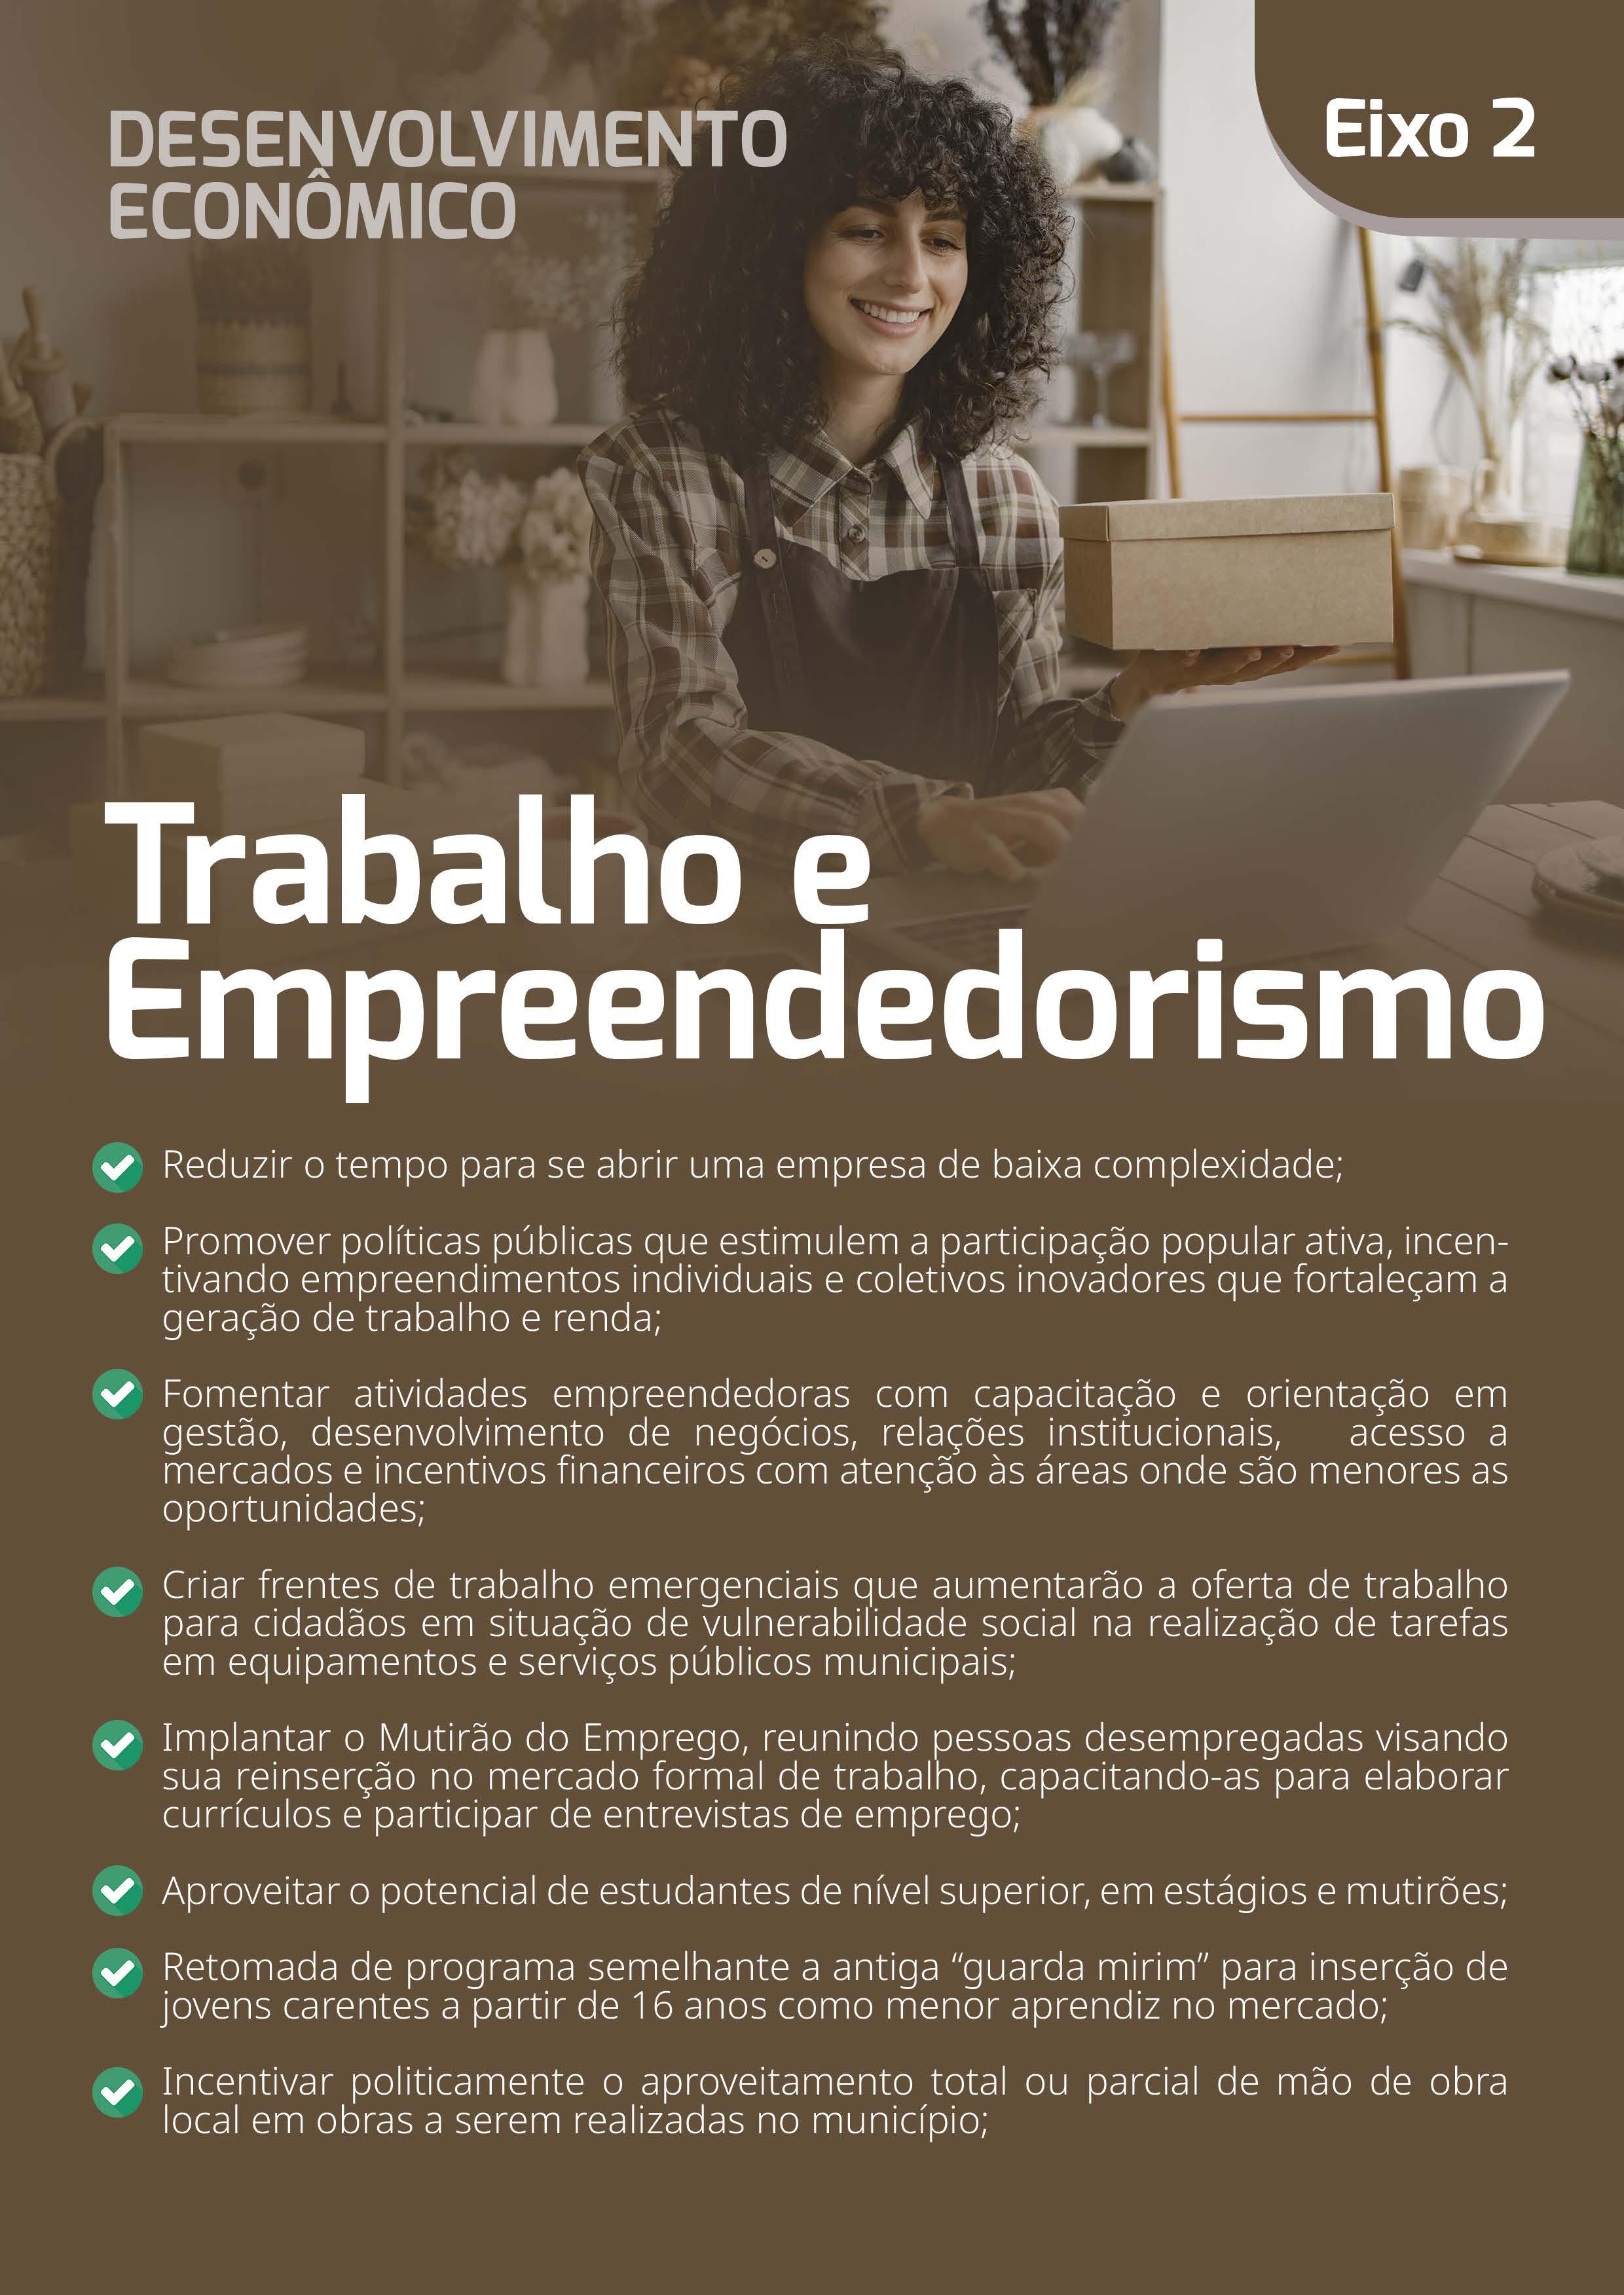 DESENVOLVIMENTO
ECONÔMICO
Eixo 2
Trabalho e
Empreendedorismo
Reduzir o tempo para se abrir uma empresa de baixa complexidade;
Promover políticas públicas que estimulem a participação popular ativa, incen-
tivando empreendimentos individuais e coletivos inovadores que fortaleçam a
geração de trabalho e renda;
Fomentar atividades empreendedoras com capacitação e orientação em
gestão, desenvolvimento de negócios, relações institucionais, acesso a
mercados e incentivos financeiros com atenção às áreas onde são menores as
oportunidades;
Criar frentes de trabalho emergenciais que aumentarão a oferta de trabalho
para cidadãos em situação de vulnerabilidade social na realização de tarefas
em equipamentos e serviços públicos municipais;
Implantar o Mutirão do Emprego, reunindo pessoas desempregadas visando
sua reinserção no mercado formal de trabalho, capacitando-as para elaborar
currículos e participar de entrevistas de emprego;
Aproveitar o potencial de estudantes de nível superior, em estágios e mutirões;
Retomada de programa semelhante a antiga “guarda mirim” para inserção de
jovens carentes a partir de 16 anos como menor aprendiz no mercado;
Incentivar politicamente o aproveitamento total ou parcial de mão de obra
local em obras a serem realizadas no município;